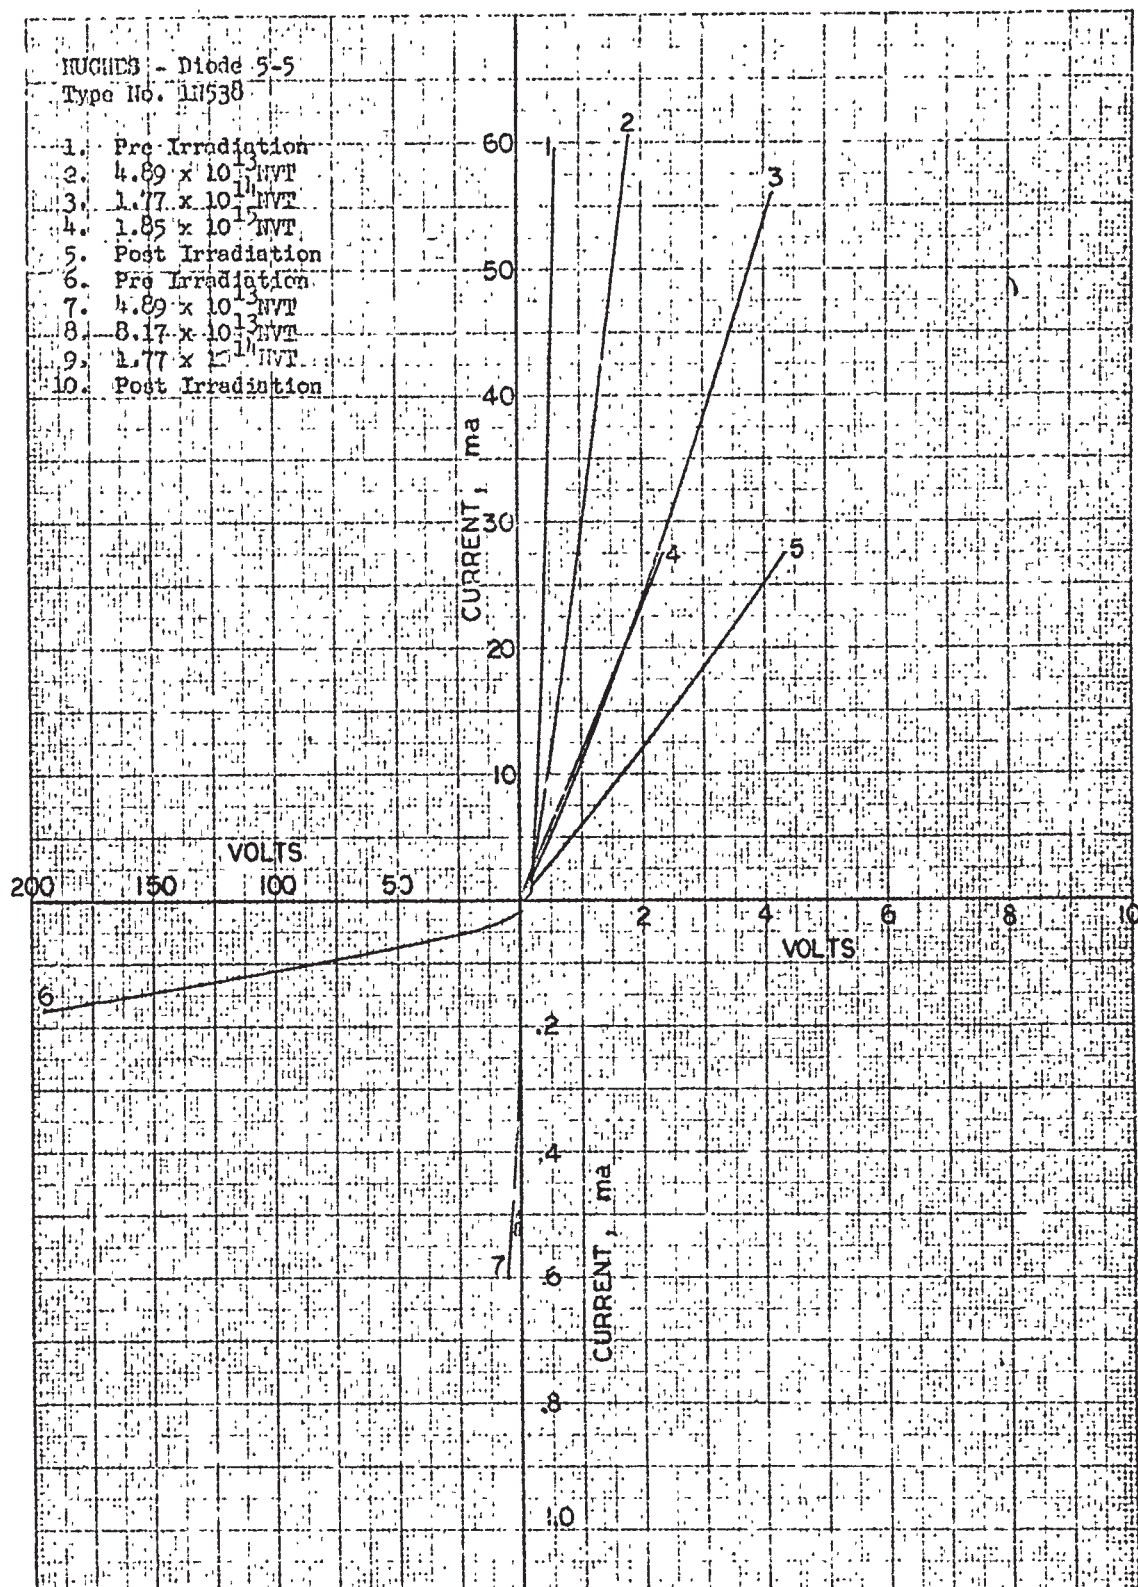 HUGHES - Diode 5-5
Type No. 1N538
1. Pre Irradiation
2. 4.89 x 10^13 NVT
3. 1.77 x 10^14 NVT
4. 1.85 x 10^15 NVT
5. Post Irradiation
6. Pre Irradiation
7. 4.89 x 10^13 NVT
8. 8.17 x 10^13 NVT
9. 1.77 x 10^14 NVT
10. Post Irradiation
1
2
3
4
5
60
50
40
30
20
10
CURRENT, ma
VOLTS
200 150 100 50 0
2 4 6 8 10
VOLTS
6
7
.2
.4
.6
.8
1.0
CURRENT, ma